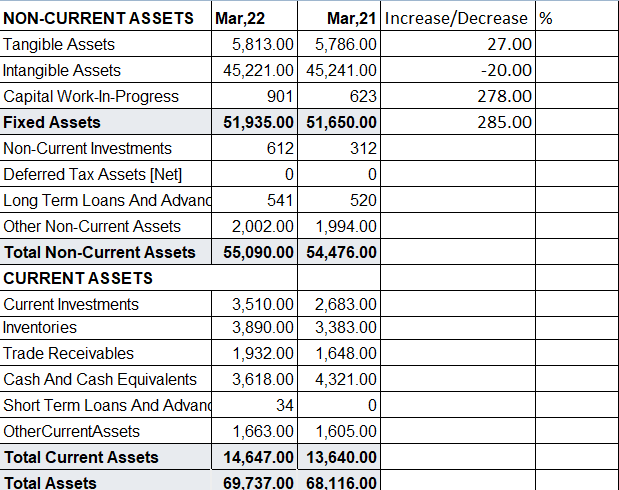 NON-CURRENT ASSETS Mar,22 Mar,21 Increase/Decrease %
Tangible Assets 5,813.00 5,786.00 27.00
Intangible Assets 45,221.00 45,241.00 -20.00
Capital Work-In-Progress 901 623 278.00
Fixed Assets 51,935.00 51,650.00 285.00
Non-Current Investments 612 312
Deferred Tax Assets [Net] 0 0
Long Term Loans And Advanc 541 520
Other Non-Current Assets 2,002.00 1,994.00
Total Non-Current Assets 55,090.00 54,476.00
CURRENT ASSETS
Current Investments 3,510.00 2,683.00
Inventories 3,890.00 3,383.00
Trade Receivables 1,932.00 1,648.00
Cash And Cash Equivalents 3,618.00 4,321.00
Short Term Loans And Advanc 34 0
OtherCurrentAssets 1,663.00 1,605.00
Total Current Assets 14,647.00 13,640.00
Total Assets 69,737.00 68,116.00